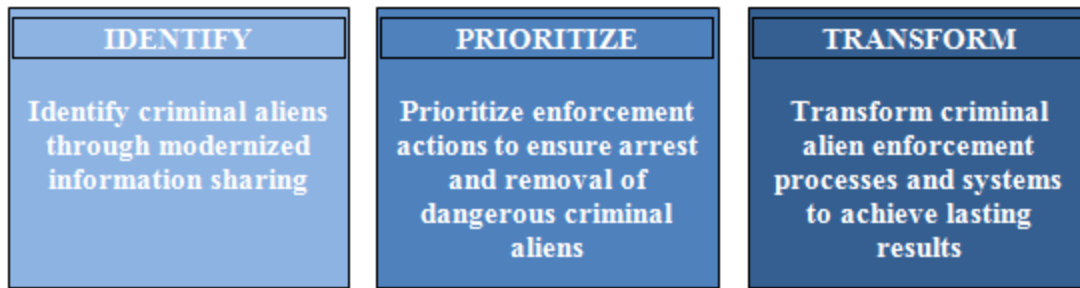 IDENTIFY
Identify criminal aliens
through modernized
information sharing
PRIORITIZE
Prioritize enforcement
actions to ensure arrest
and removal of
dangerous criminal
aliens
TRANSFORM
Transform criminal
alien enforcement
processes and systems
to achieve lasting
results